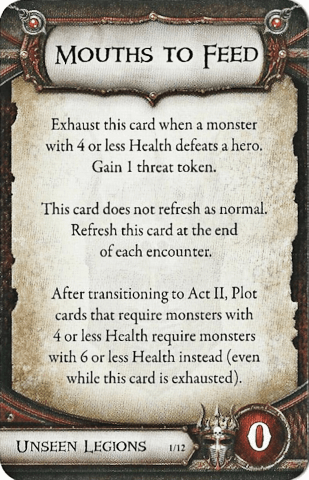 Mouths to Feed
Exhaust this card when a monster
with 4 or less Health defeats a hero.
Gain 1 threat token.
This card does not refresh as normal.
Refresh this card at the end
of each encounter.
After transitioning to Act II, Plot
cards that require monsters with
4 or less Health require monsters
with 6 or less Health instead (even
while this card is exhausted).
Unseen Legions 1/12 0